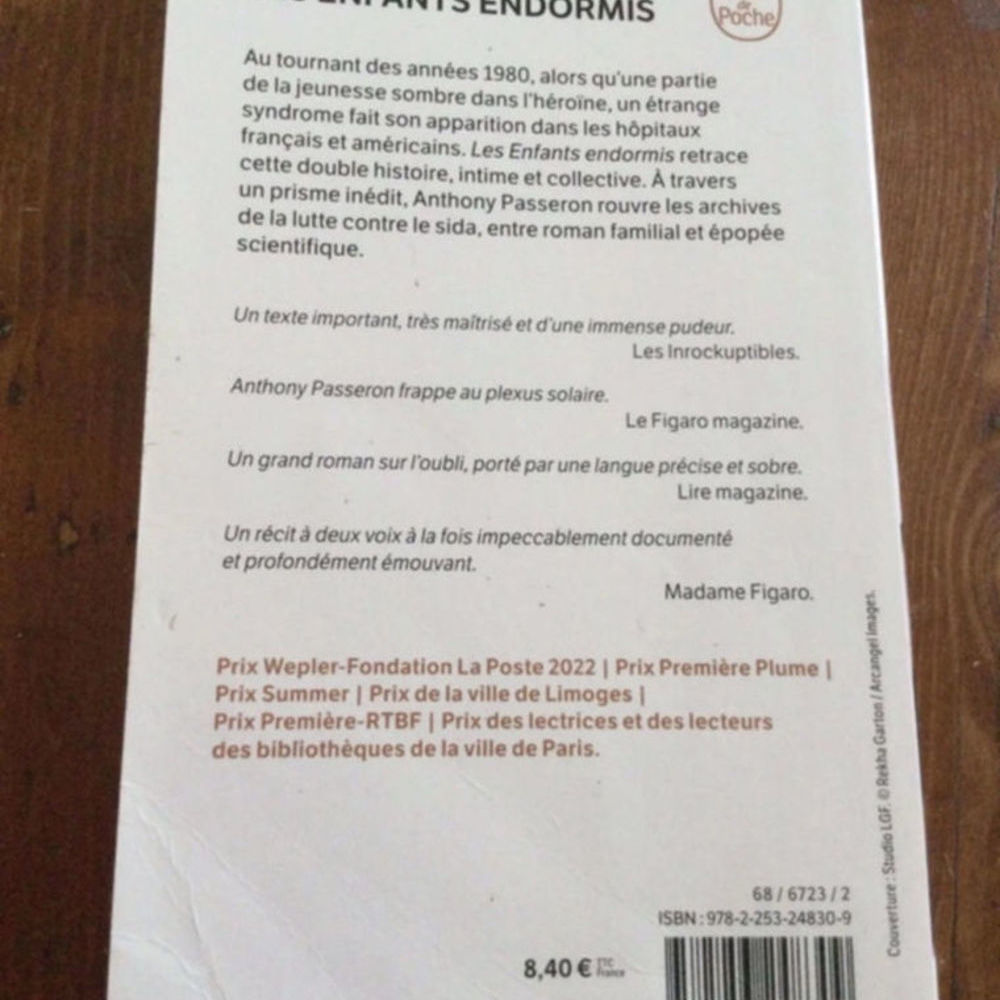 ENFANTS ENDORMIS
de
Poche
Au tournant des années 1980, alors qu'une partie
de la jeunesse sombre dans l'héroïne, un étrange
syndrome fait son apparition dans les hôpitaux
français et américains. Les Enfants endormis retrace
cette double histoire, intime et collective. À travers
un prisme inédit, Anthony Passeron rouvre les archives
de la lutte contre le sida, entre roman familial et épopée
scientifique.
Un texte important, très maîtrisé et d'une immense pudeur.
Les Inrockuptibles.
Anthony Passeron frappe au plexus solaire.
Le Figaro magazine.
Un grand roman sur l'oubli, porté par une langue précise et sobre.
Lire magazine.
Un récit à deux voix à la fois impeccablement documenté
et profondément émouvant.
Madame Figaro.
Prix Wepler-Fondation La Poste 2022 | Prix Première Plume |
Prix Summer | Prix de la ville de Limoges |
Prix Première-RTBF | Prix des lectrices et des lecteurs
des bibliothèques de la ville de Paris.
Couverture : Studio LGF. © Rekha Garton / Arcangel Images.
68 / 6723 / 2
ISBN : 978-2-253-24830-9
8,40 € TTC
France